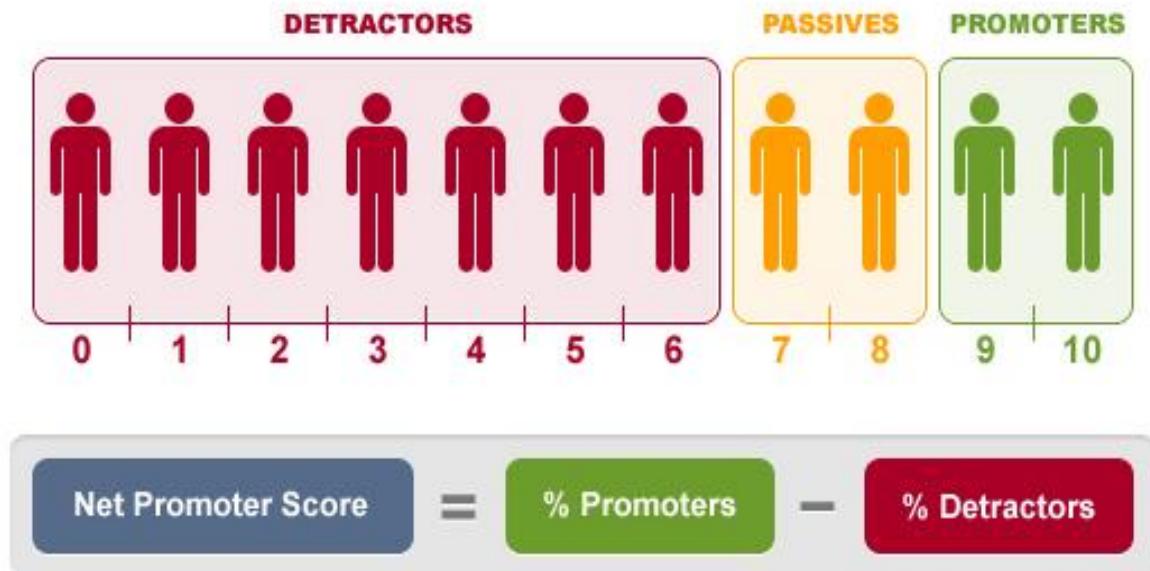 DETRACTORS PASSIVES PROMOTERS
0 1 2 3 4 5 6 7 8 9 10
Net Promoter Score = % Promoters – % Detractors